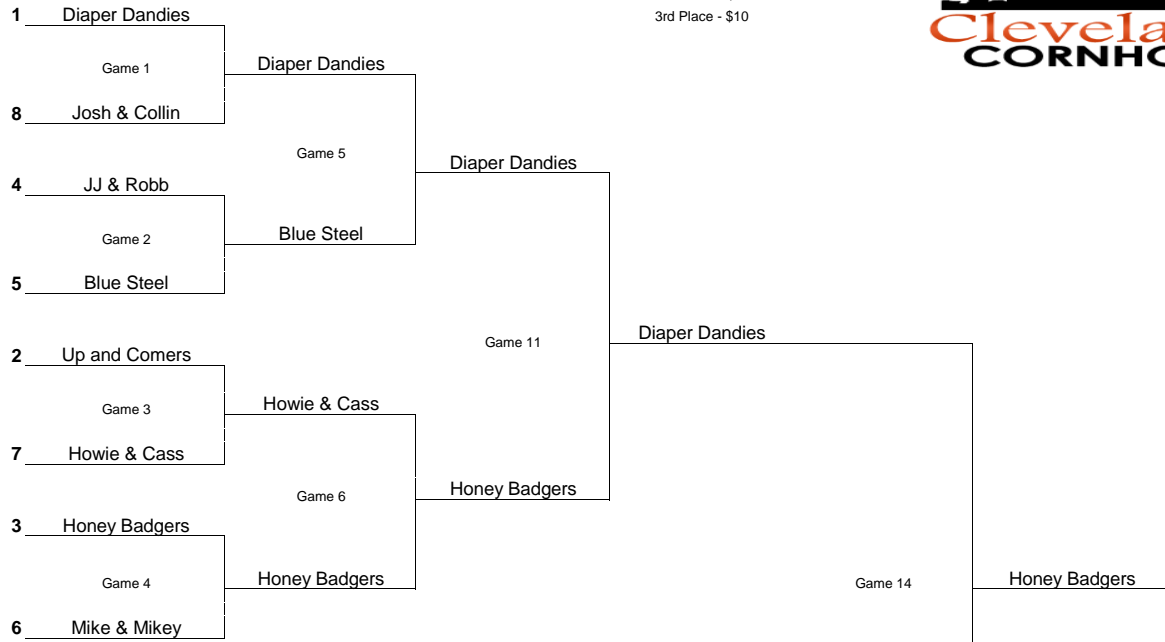 1 Diaper Dandies
3rd Place - $10
Game 1
Diaper Dandies
8 Josh & Collin
Game 5
Diaper Dandies
4 JJ & Robb
Game 2
Blue Steel
5 Blue Steel
Game 11
Diaper Dandies
2 Up and Comers
Game 3
Howie & Cass
7 Howie & Cass
Game 6
Honey Badgers
3 Honey Badgers
Game 4
Honey Badgers
Game 14
Honey Badgers
6 Mike & Mikey
Clevela
CORNHO